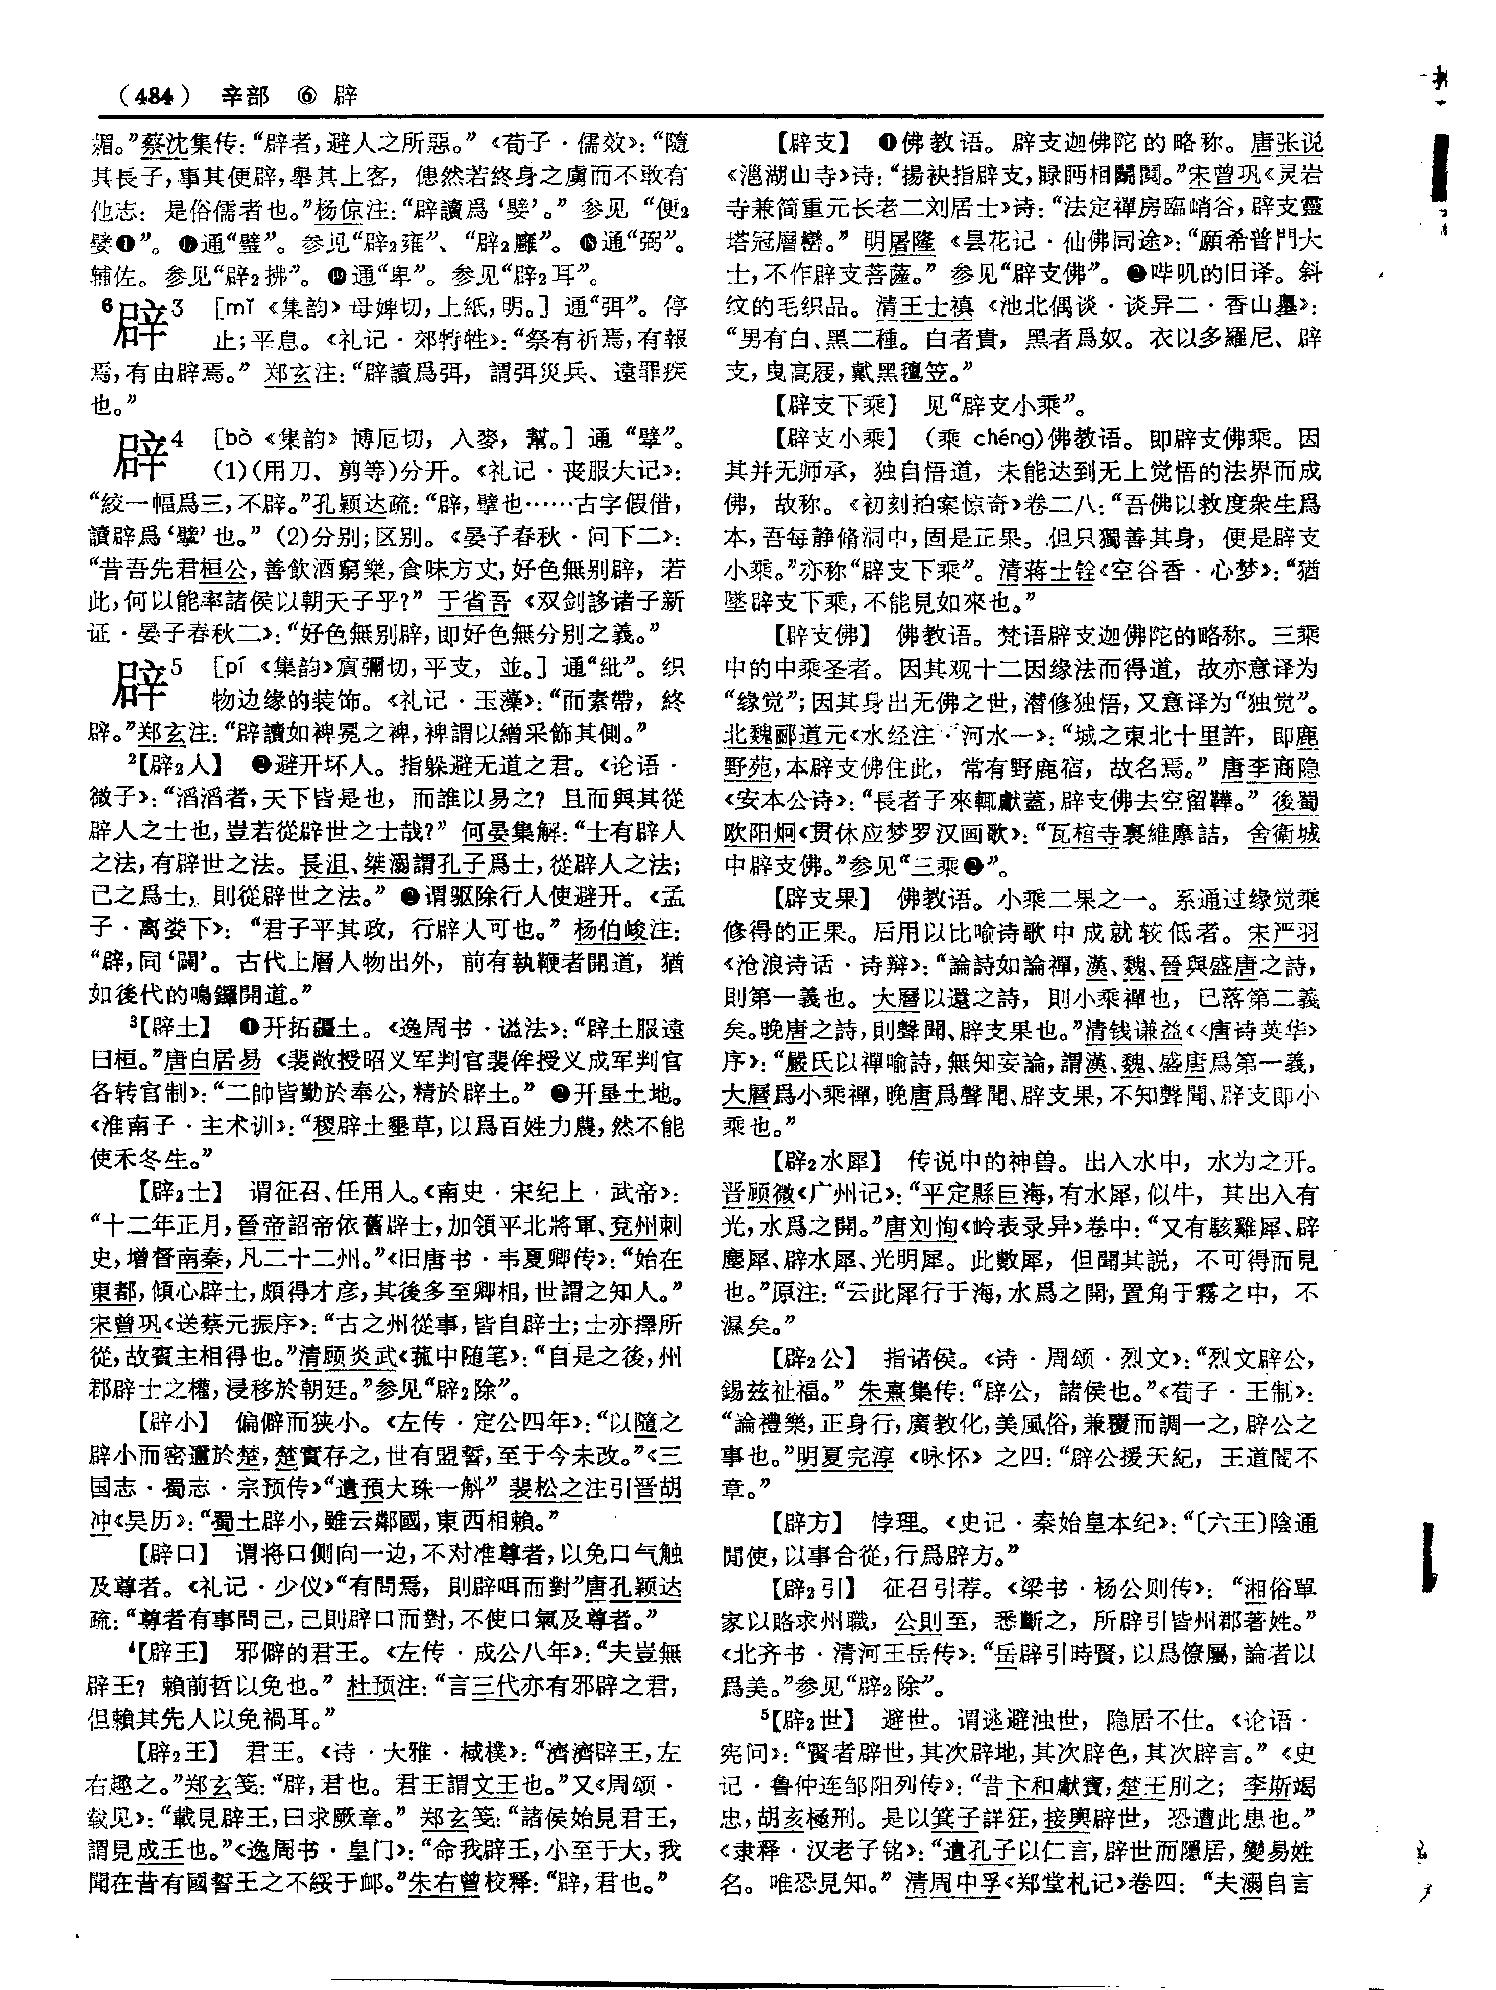 （484） 辛部 ⑥ 辟
湄。”蔡沈集传：“辟者，避人之所惡。”《荀子·儒效》：“隨
其長子，事其便辟，舉其上客，億然若終身之虜而不敢有
他志：是俗儒者也。”杨倞注：“辟讀爲‘嬖’。”参见“便2
嬖❶”。⓱通“璧”。参见“辟2雍”、“辟2廱”。⓲通“弼”。
辅佐。参见“辟2拂”。⓳通“卑”。参见“辟2耳”。
6辟3 [mǐ《集韵》母婢切，上紙，明。] 通“弭”。停
止；平息。《礼记·郊特牲》：“祭有祈焉，有報
焉，有由辟焉。”郑玄注：“辟讀爲弭，謂弭災兵、遠罪疾
也。”
辟4 [bò《集韵》博厄切，入麥，幫。] 通“擘”。
(1)(用刀、剪等)分开。《礼记·丧服大记》：
“絞一幅爲三，不辟。”孔颖达疏：“辟，擘也……古字假借，
讀辟爲‘擘’也。”(2)分别；区别。《晏子春秋·问下二》：
“昔吾先君桓公，善飲酒窮樂，食味方丈，好色無别辟，若
此，何以能率諸侯以朝天子乎？”于省吾《双剑誃诸子新
证·晏子春秋二》：“好色無别辟，即好色無分别之義。”
辟5 [pí《集韵》賔彌切，平支，並。] 通“紕”。织
物边缘的装饰。《礼记·玉藻》：“而素帶，終
辟。”郑玄注：“辟讀如裨冕之裨，裨謂以繒采飾其側。”
2【辟2人】 ❶避开坏人。指躲避无道之君。《论语·
微子》：“滔滔者，天下皆是也，而誰以易之？且而與其從
辟人之士也，豈若從辟世之士哉？”何晏集解：“士有辟人
之法，有辟世之法。長沮、桀溺謂孔子爲士，從辟人之法；
己之爲士，則從辟世之法。”❷谓驱除行人使避开。《孟
子·离娄下》：“君子平其政，行辟人可也。”杨伯峻注：
“辟，同‘闢’。古代上層人物出外，前有執鞭者開道，猶
如後代的鳴鑼開道。”
3【辟土】 ❶开拓疆土。《逸周书·谥法》：“辟土服遠
曰桓。”唐白居易《裴敞授昭义军判官裴侔授义成军判官
各转官制》：“二帥皆勤於奉公，精於辟土。”❷开垦土地。
《淮南子·主术训》：“稷辟土墾草，以爲百姓力農，然不能
使禾冬生。”
【辟2士】 谓征召、任用人。《南史·宋纪上·武帝》：
“十二年正月，晉帝詔帝依舊辟士，加領平北將軍、兗州刺
史，增督南秦，凡二十二州。”《旧唐书·韦夏卿传》：“始在
東都，傾心辟士，頗得才彦，其後多至卿相，世謂之知人。”
宋曾巩《送蔡元振序》：“古之州從事，皆自辟士；士亦擇所
從，故賓主相得也。”清顾炎武《菰中随笔》：“自是之後，州
郡辟士之權，浸移於朝廷。”参见“辟2除”。
【辟小】 偏僻而狭小。《左传·定公四年》：“以隨之
辟小而密邇於楚，楚實存之，世有盟誓，至于今未改。”《三
国志·蜀志·宗预传》“遺預大珠一斛”裴松之注引晋胡
冲《吴历》：“蜀土辟小，雖云鄰國，東西相賴。”
【辟口】 谓将口侧向一边，不对准尊者，以免口气触
及尊者。《礼记·少仪》“有問焉，則辟咡而對”唐孔颖达
疏：“尊者有事問己，己則辟口而對，不使口氣及尊者。”
4【辟王】 邪僻的君王。《左传·成公八年》：“夫豈無
辟王？賴前哲以免也。”杜预注：“言三代亦有邪辟之君，
但賴其先人以免禍耳。”
【辟2王】 君王。《诗·大雅·棫樸》：“濟濟辟王，左
右趣之。”郑玄笺：“辟，君也。君王謂文王也。”又《周颂·
载见》：“載見辟王，曰求厥章。”郑玄笺：“諸侯始見君王，
謂見成王也。”《逸周书·皇门》：“命我辟王，小至于大，我
聞在昔有國誓王之不綏于卹。”朱右曾校释：“辟，君也。”
【辟支】 ❶佛教语。辟支迦佛陀的略称。唐张说
《滬湖山寺》诗：“揚袂指辟支，睩眄相鬭鬩。”宋曾巩《灵岩
寺兼简重元长老二刘居士》诗：“法定禪房臨峭谷，辟支靈
塔冠層巒。”明屠隆《昙花记·仙佛同途》：“願希普門大
士，不作辟支菩薩。”参见“辟支佛”。❷哔叽的旧译。斜
纹的毛织品。清王士禛《池北偶谈·谈异二·香山墨》：
“男有白、黑二種。白者貴，黑者爲奴。衣以多羅尼、辟
支，曳高屐，戴黑氊笠。”
【辟支下乘】 见“辟支小乘”。
【辟支小乘】（乘 chéng）佛教语。即辟支佛乘。因
其并无师承，独自悟道，未能达到无上觉悟的法界而成
佛，故称。《初刻拍案惊奇》卷二八：“吾佛以救度衆生爲
本，吾每静脩洞中，固是正果。但只獨善其身，便是辟支
小乘。”亦称“辟支下乘”。清蒋士铨《空谷香·心梦》：“猶
墜辟支下乘，不能見如來也。”
【辟支佛】 佛教语。梵语辟支迦佛陀的略称。三乘
中的中乘圣者。因其观十二因缘法而得道，故亦意译为
“缘觉”；因其身出无佛之世，潜修独悟，又意译为“独觉”。
北魏郦道元《水经注·河水一》：“城之東北十里許，即鹿
野苑，本辟支佛住此，常有野鹿宿，故名焉。”唐李商隐
《安本公诗》：“長者子來輒獻蓋，辟支佛去空留鞾。”後蜀
欧阳炯《贯休应梦罗汉画歌》：“瓦棺寺裏維摩詰，舍衛城
中辟支佛。”参见“三乘❷”。
【辟支果】 佛教语。小乘二果之一。系通过缘觉乘
修得的正果。后用以比喻诗歌中成就较低者。宋严羽
《沧浪诗话·诗辩》：“論詩如論禪，漢、魏、晉與盛唐之詩，
則第一義也。大曆以還之詩，則小乘禪也，已落第二義
矣。晚唐之詩，則聲聞、辟支果也。”清钱谦益《〈唐诗英华〉
序》：“嚴氏以禪喻詩，無知妄論，謂漢、魏、盛唐爲第一義，
大曆爲小乘禪，晚唐爲聲聞、辟支果，不知聲聞、辟支即小
乘也。”
【辟2水犀】 传说中的神兽。出入水中，水为之开。
晋顾微《广州记》：“平定縣巨海，有水犀，似牛，其出入有
光，水爲之開。”唐刘恂《岭表录异》卷中：“又有駭雞犀、辟
塵犀、辟水犀、光明犀。此數犀，但聞其説，不可得而見
也。”原注：“云此犀行于海，水爲之開，置角于霧之中，不
濕矣。”
【辟2公】 指诸侯。《诗·周颂·烈文》：“烈文辟公，
錫兹祉福。”朱熹集传：“辟公，諸侯也。”《荀子·王制》：
“論禮樂，正身行，廣教化，美風俗，兼覆而調一之，辟公之
事也。”明夏完淳《咏怀》之四：“辟公援天紀，王道闇不
章。”
【辟方】 悖理。《史记·秦始皇本纪》：“〔六王〕陰通
閒使，以事合從，行爲辟方。”
【辟2引】 征召引荐。《梁书·杨公则传》：“湘俗單
家以賂求州職，公則至，悉斷之，所辟引皆州郡著姓。”
《北齐书·清河王岳传》：“岳辟引時賢，以爲僚屬，論者以
爲美。”参见“辟2除”。
5【辟2世】 避世。谓逃避浊世，隐居不仕。《论语·
宪问》：“賢者辟世，其次辟地，其次辟色，其次辟言。”《史
记·鲁仲连邹阳列传》：“昔卞和獻寶，楚王刖之；李斯竭
忠，胡亥極刑。是以箕子詳狂，接輿辟世，恐遭此患也。”
《隶释·汉老子铭》：“遺孔子以仁言，辟世而隱居，變易姓
名。唯恐見知。”清周中孚《郑堂札记》卷四：“夫溺自言